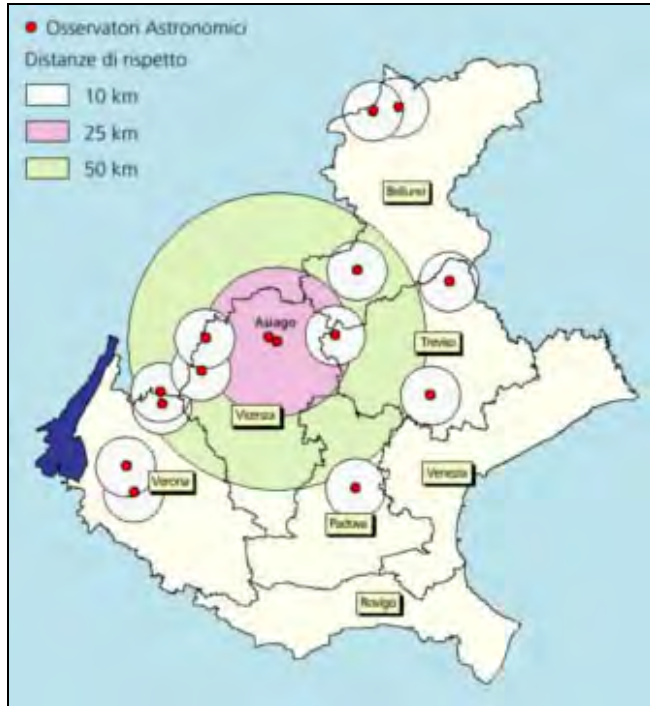 Osservatori Astronomici
Distanze di rispetto
10 km
25 km
50 km
Belluno
Asiago
Treviso
Vicenza
Venezia
Verona
Padova
Rovigo